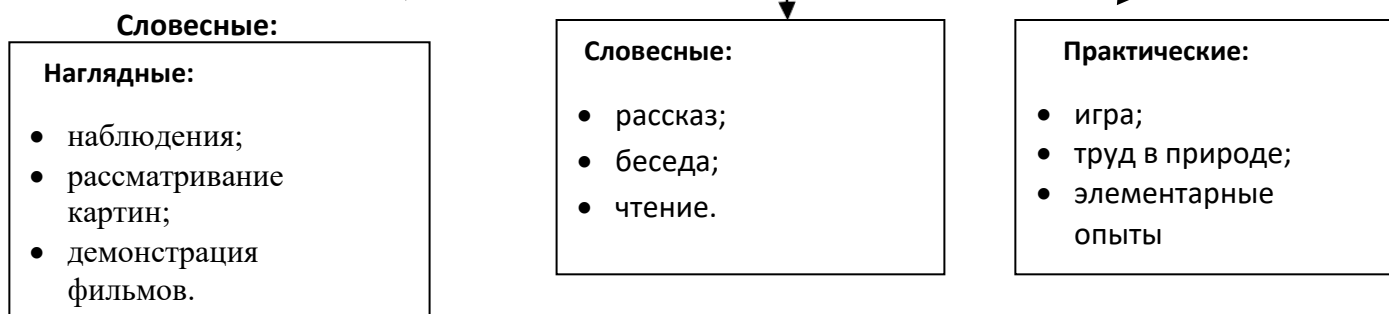 Словесные:
Наглядные:
• наблюдения;
• рассматривание
картин;
• демонстрация
фильмов.
Словесные:
• рассказ;
• беседа;
• чтение.
Практические:
• игра;
• труд в природе;
• элементарные
опыты